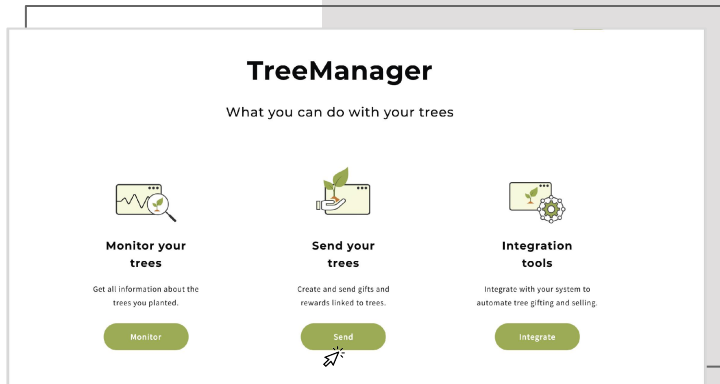 TreeManager
What you can do with your trees
Monitor your
trees
Get all information about the
trees you planted.
Monitor
Send your
trees
Create and send gifts and
rewards linked to trees.
Send
Integration
tools
Integrate with your system to
automate tree gifting and selling.
Integrate